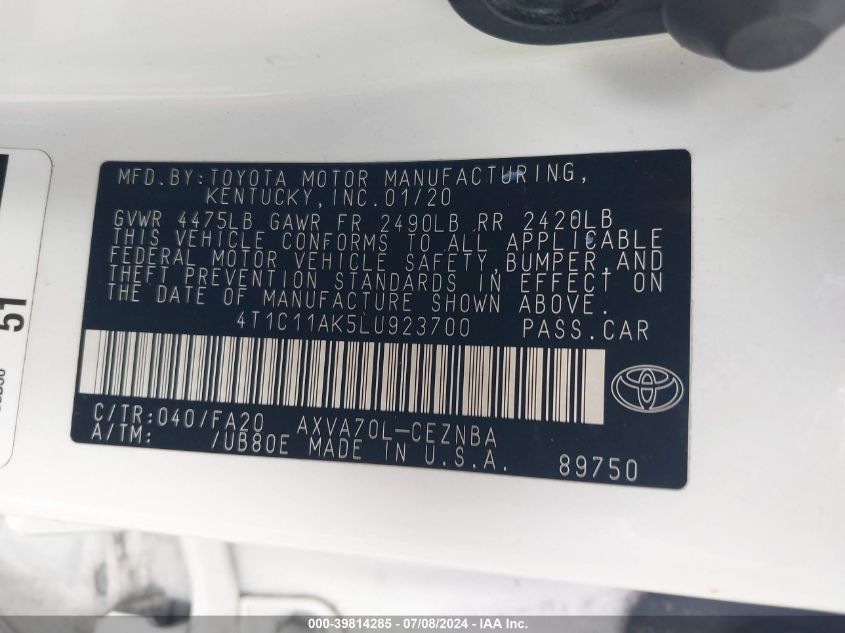 MFD.BY:TOYOTA MOTOR MANUFACTURING,
KENTUCKY,INC.01/20
GVWR 4475LB GAWR FR 2490LB RR 2420LB
THIS VEHICLE CONFORMS TO ALL APPLICABLE
FEDERAL MOTOR VEHICLE SAFETY,BUMPER,AND
THEFT PREVENTION STANDARDS IN EFFECT ON
THE DATE OF MANUFACTURE SHOWN ABOVE.
4T1C11AK5LU923700 PASS.CAR
C/TR:040/FA20 AXVA70L-CEZNBA
A/TM: /UB80E MADE IN U.S.A. 89750
51
000-39814285 - 07/08/2024 - IAA Inc.